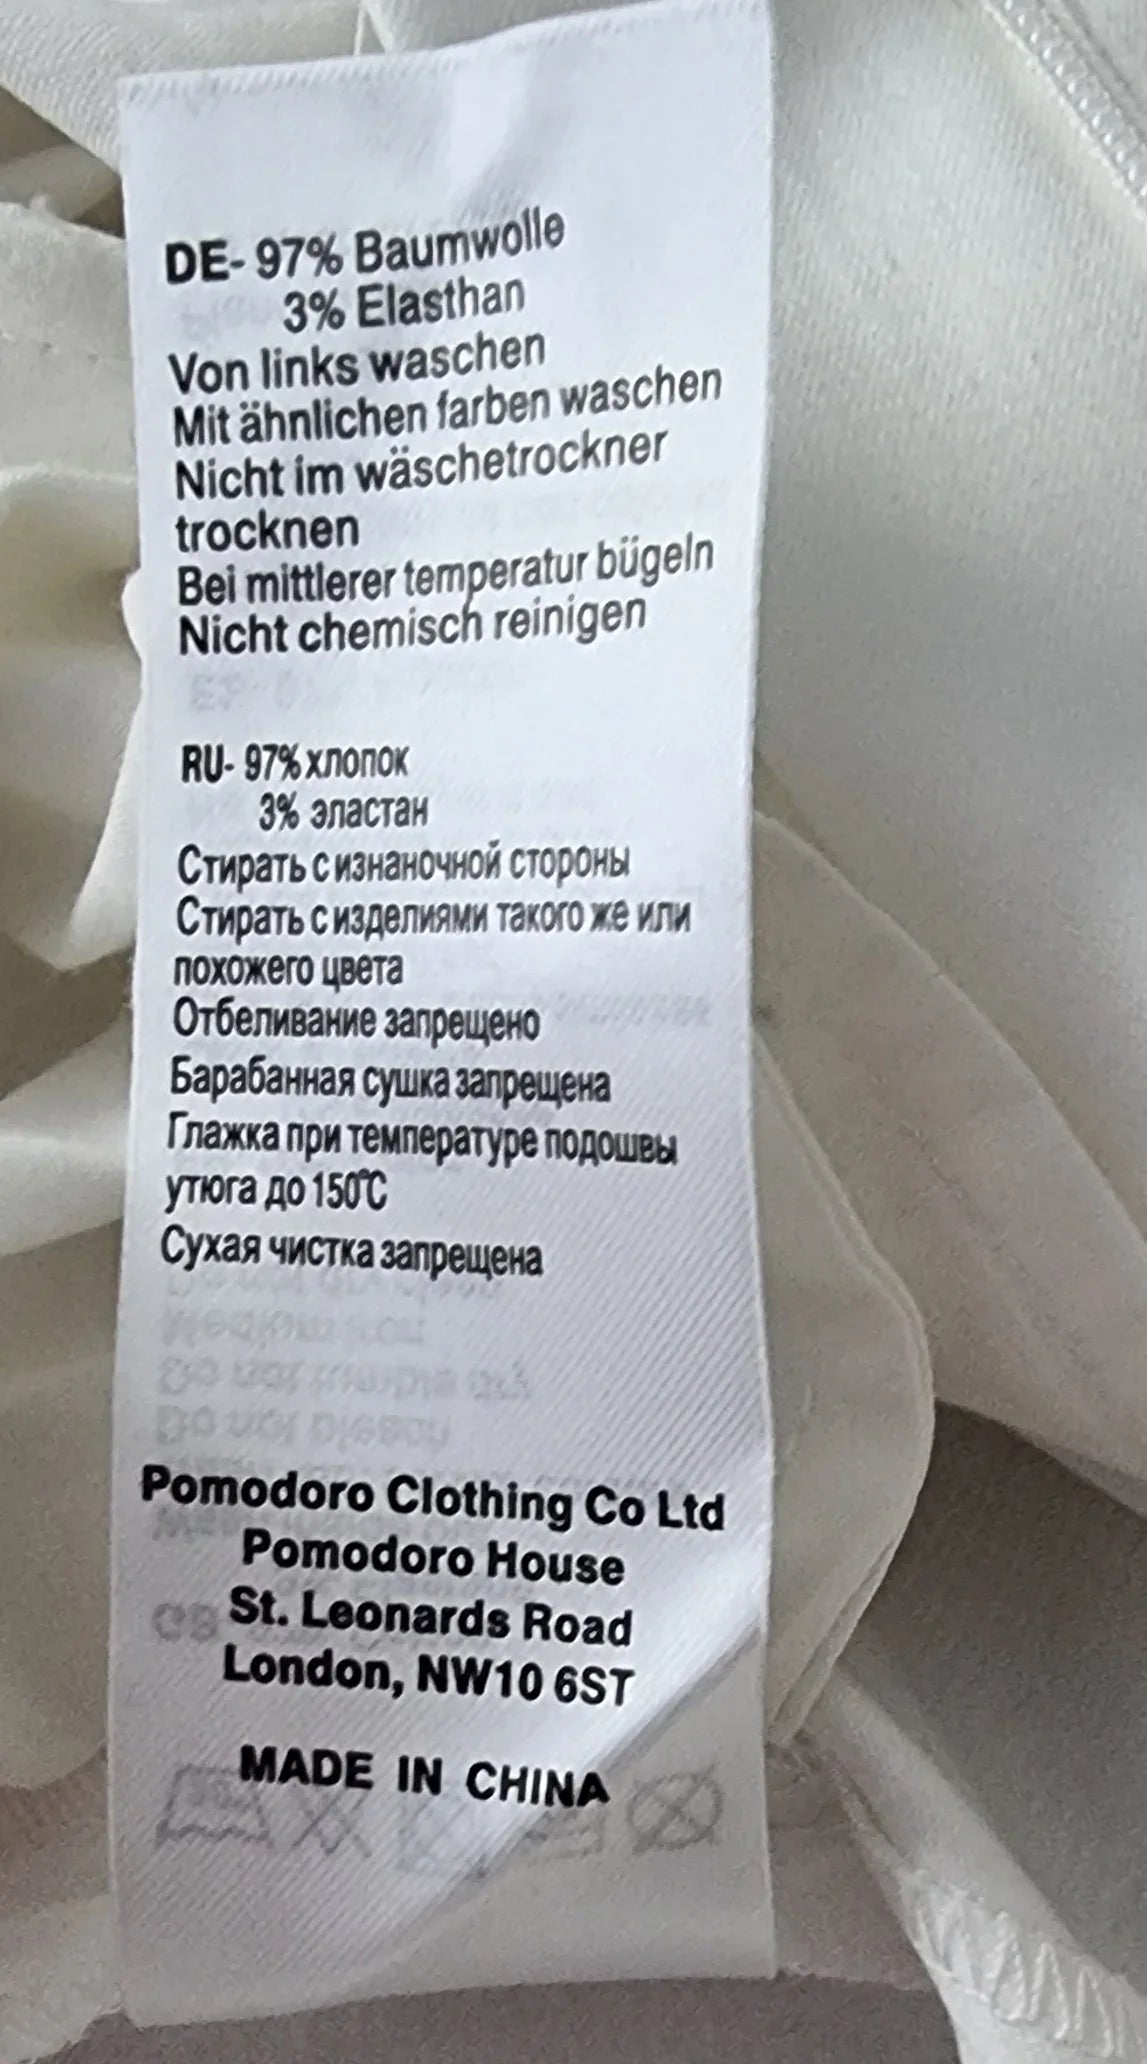 DE- 97% Baumwolle
3% Elasthan
Von links waschen
Mit ähnlichen farben waschen
Nicht im wäschetrockner
trocknen
Bei mittlerer temperatur bügeln
Nicht chemisch reinigen
RU- 97% хлопок
3% эластан
Стирать с изнаночной стороны
Стирать с изделиями такого же или
похожего цвета
Отбеливание запрещено
Барабанная сушка запрещена
Глажка при температуре подошвы
утюга до 150℃
Сухая чистка запрещена
Pomodoro Clothing Co Ltd
Pomodoro House
St. Leonards Road
London, NW10 6ST
MADE IN CHINA